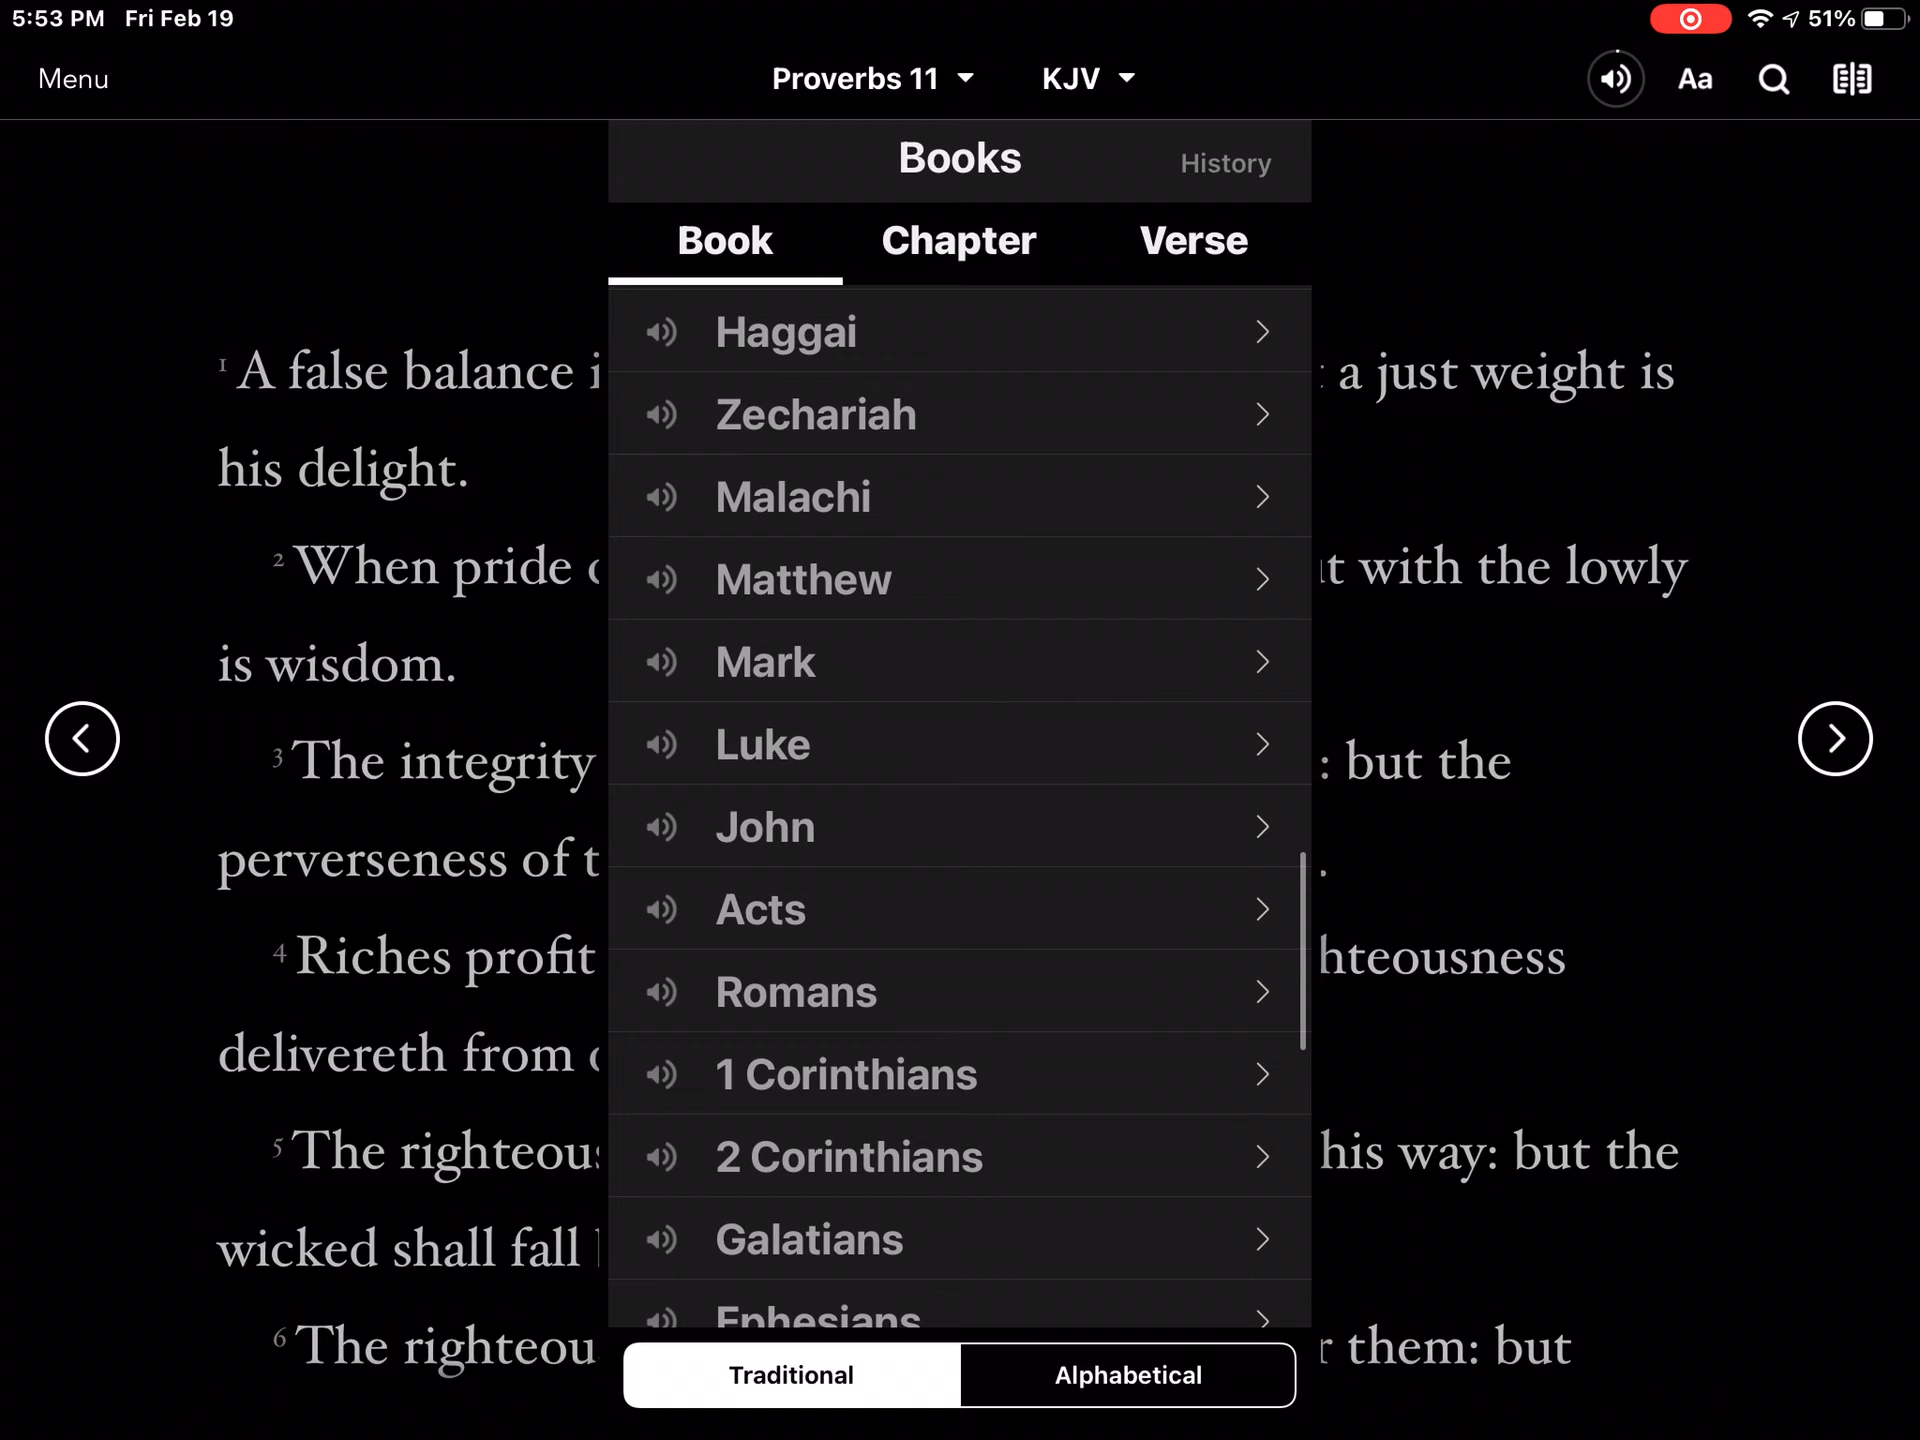 5:53 PM Fri Feb 19 51%
Menu Proverbs 11 KJV Aa
Books History
Book Chapter Verse
Haggai
Zechariah
Malachi
Matthew
Mark
Luke
John
Acts
Romans
1 Corinthians
2 Corinthians
Galatians
Ephesians
Traditional Alphabetical
1 A false balance a just weight is
his delight.
2 When pride with the lowly
is wisdom.
3 The integrity : but the
perverseness of .
4 Riches profit
delivereth from
5 The righteous his way: but the
wicked shall fall
6 The them: but